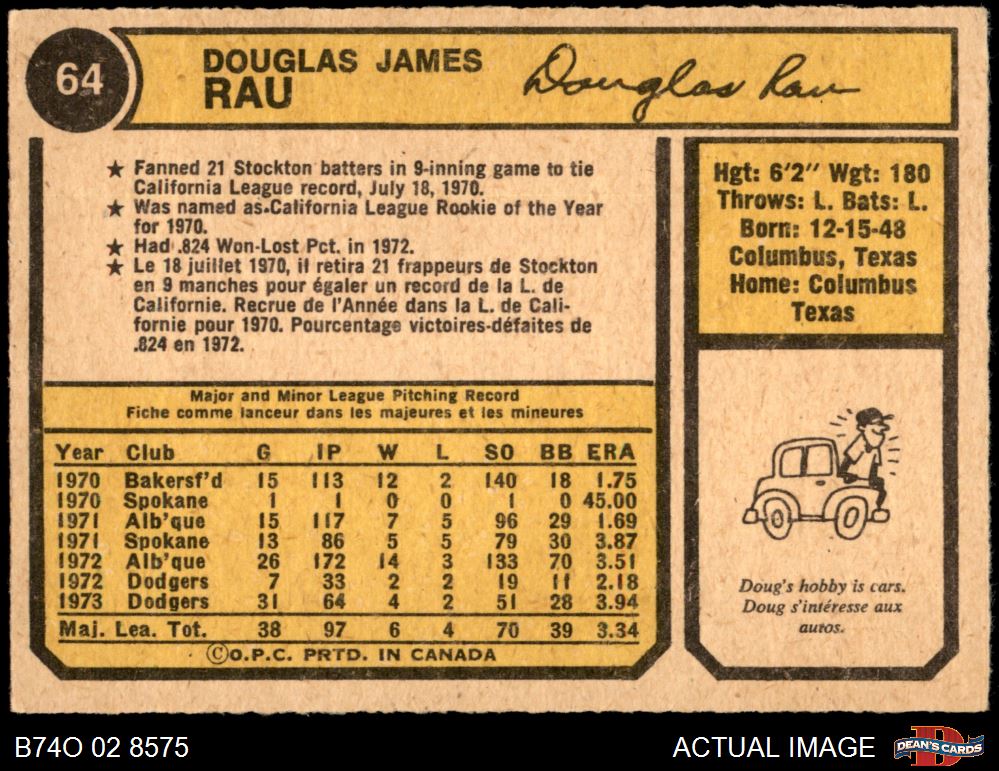 64
DOUGLAS JAMES
RAU
Douglas Rau
★ Fanned 21 Stockton batters in 9-inning game to tie
California League record, July 18, 1970.
★ Was named as California League Rookie of the Year
for 1970.
★ Had .824 Won-Lost Pct. in 1972.
★ Le 18 juillet 1970, il retira 21 frappeurs de Stockton
en 9 manches pour égaler un record de la L. de
Californie. Recrue de l'Année dans la L. de Cali-
fornie pour 1970. Pourcentage victoires-défaites de
.824 en 1972.
Hgt: 6'2" Wgt: 180
Throws: L. Bats: L.
Born: 12-15-48
Columbus, Texas
Home: Columbus
Texas
Major and Minor League Pitching Record
Fiche comme lanceur dans les majeures et les mineures
Year Club G IP W L SO BB ERA
1970 Bakersf'd 15 113 12 2 140 18 1.75
1970 Spokane 1 1 0 0 1 0 45.00
1971 Alb'que 15 117 7 5 96 29 1.69
1971 Spokane 13 86 5 5 79 30 3.87
1972 Alb'que 26 172 14 3 133 70 3.51
1972 Dodgers 7 33 2 2 19 11 2.18
1973 Dodgers 31 64 4 2 51 28 3.94
Maj. Lea. Tot. 38 97 6 4 70 39 3.34
©O.P.C. PRTD. IN CANADA
Doug's hobby is cars.
Doug s'intéresse aux
autos.
B74O 02 8575
ACTUAL IMAGE
D
DEAN'S CARDS